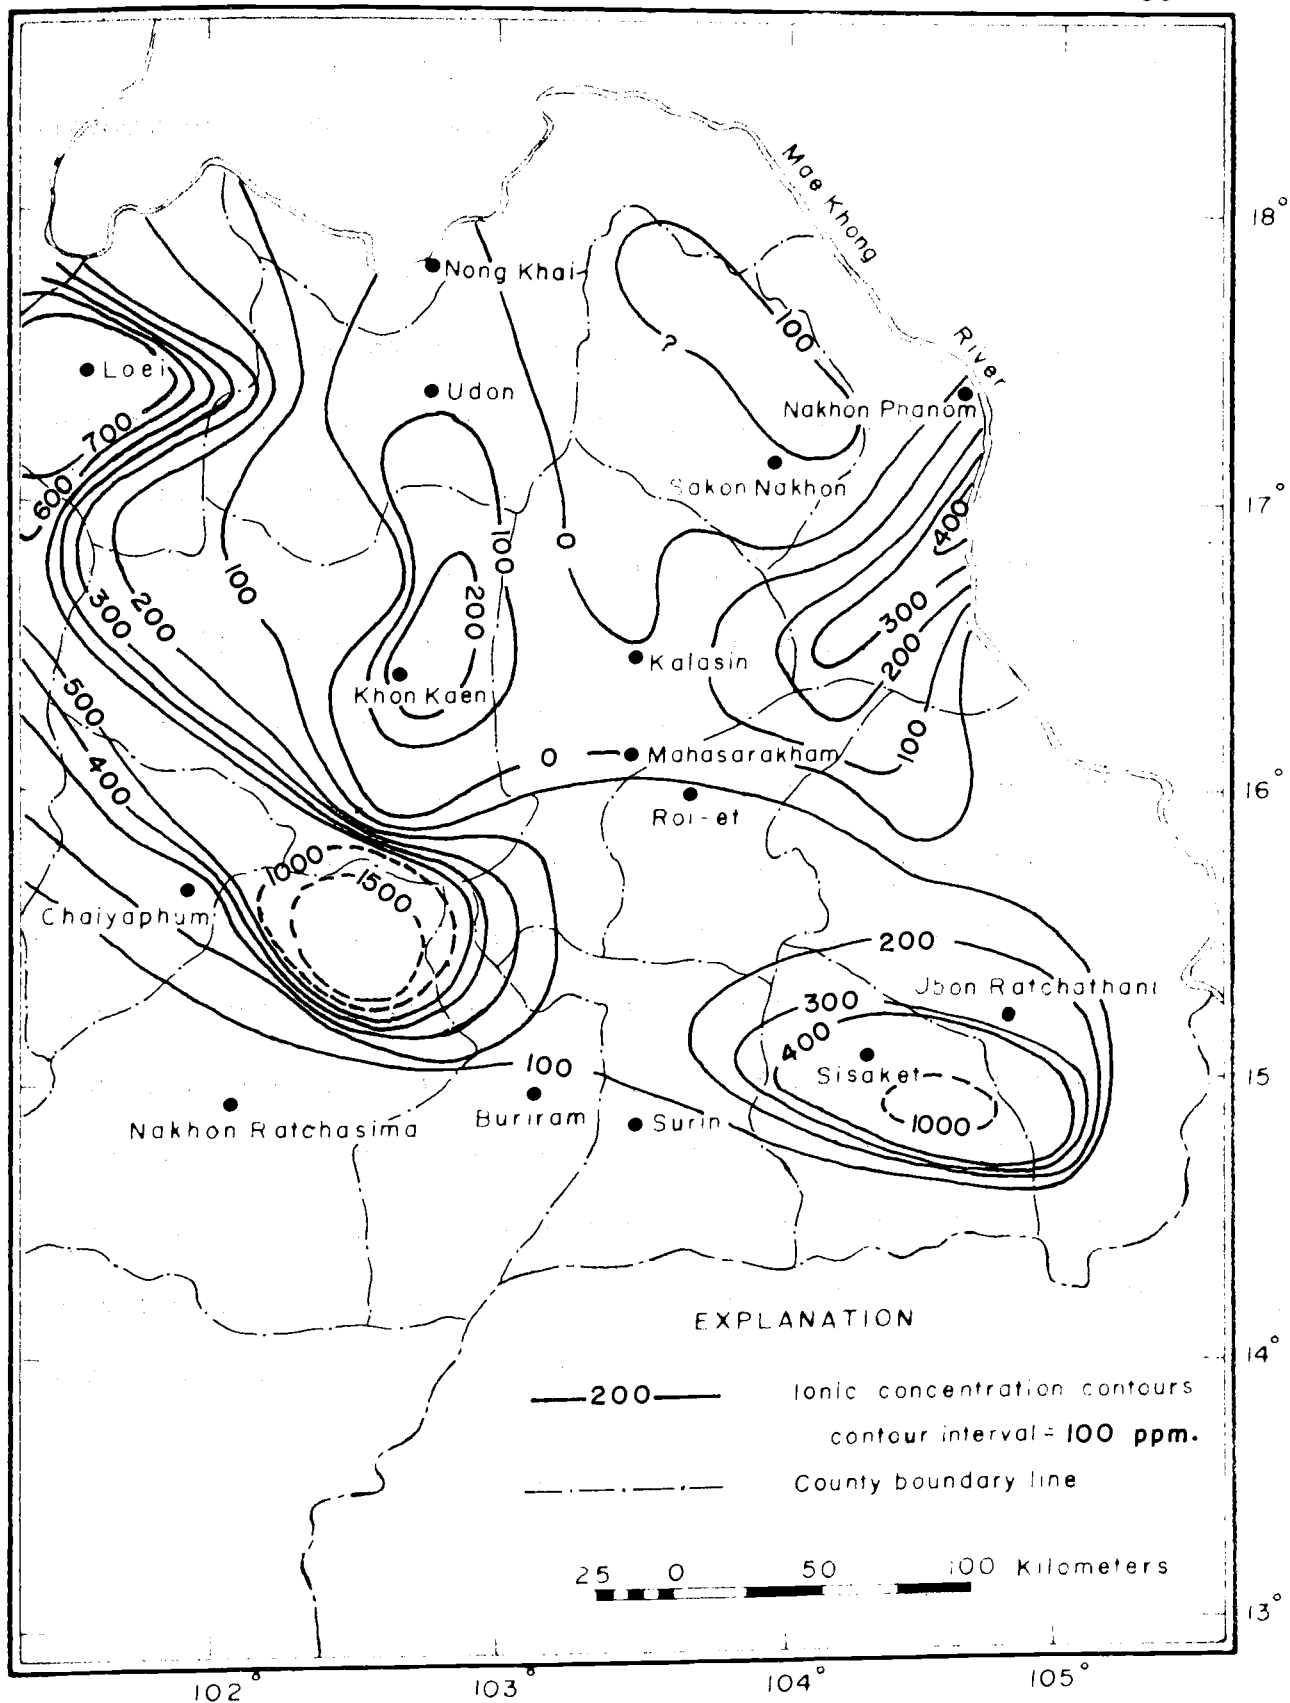 Mae Khong
18°
Nong Khai
100
?
River
Loei
Udon
Nakhon Phanom
700
Sakon Nakhon
600
17°
400
0
100
100
200
300
200
300
200
Kalasin
Khon Kaen
500
100
0
Mahasarakham
400
16°
Roi-et
1000
1500
Chaiyaphum
200
Ubon Ratchathani
300
400
Sisaket
15°
100
1000
Buriram
Surin
Nakhon Ratchasima
EXPLANATION
14°
200 Ionic concentration contours
contour interval = 100 ppm.
County boundary line
25 0 50 100 Kilometers
13°
102° 103° 104° 105°